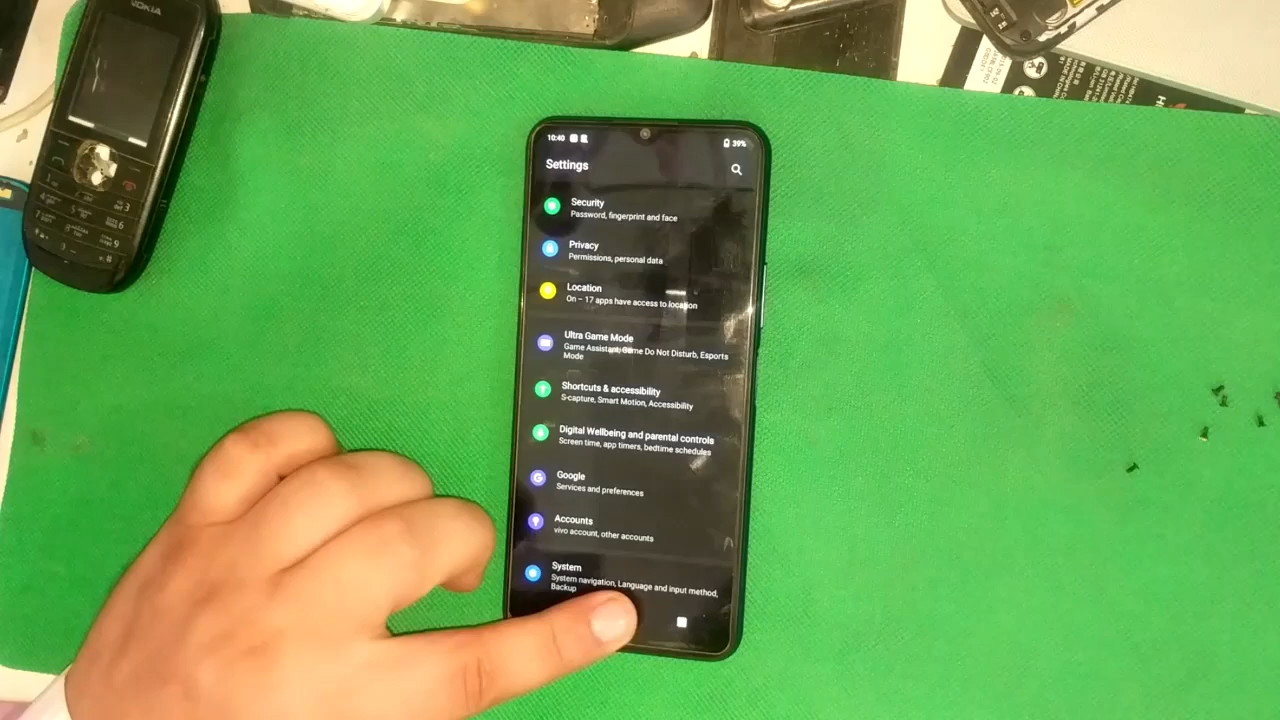 NOKIA
10:40
39%
Settings
Security
Password, fingerprint and face
Privacy
Permissions, personal data
Location
On – 17 apps have access to location
Ultra Game Mode
Game Assistant, Game Do Not Disturb, Esports
Mode
Shortcuts & accessibility
S-capture, Smart Motion, Accessibility
Digital Wellbeing and parental controls
Screen time, app timers, bedtime schedules
Google
Services and preferences
Accounts
vivo account, other accounts
System
System navigation, Language and input method,
Backup